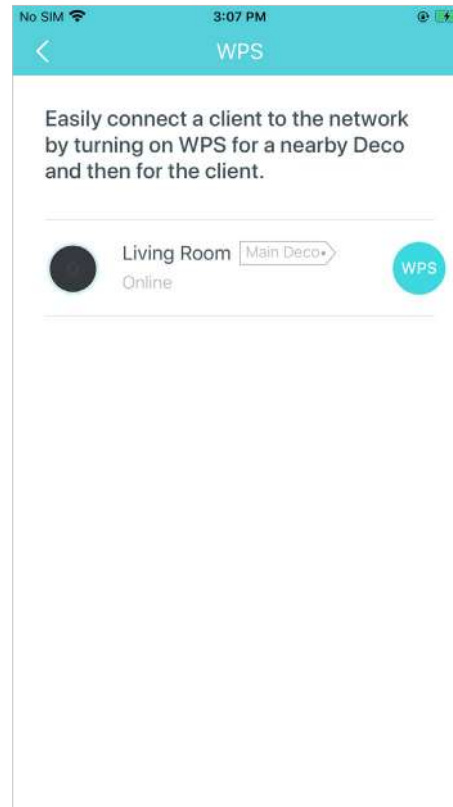 No SIM 3:07 PM
WPS
Easily connect a client to the network
by turning on WPS for a nearby Deco
and then for the client.
Living Room Main Deco
Online
WPS